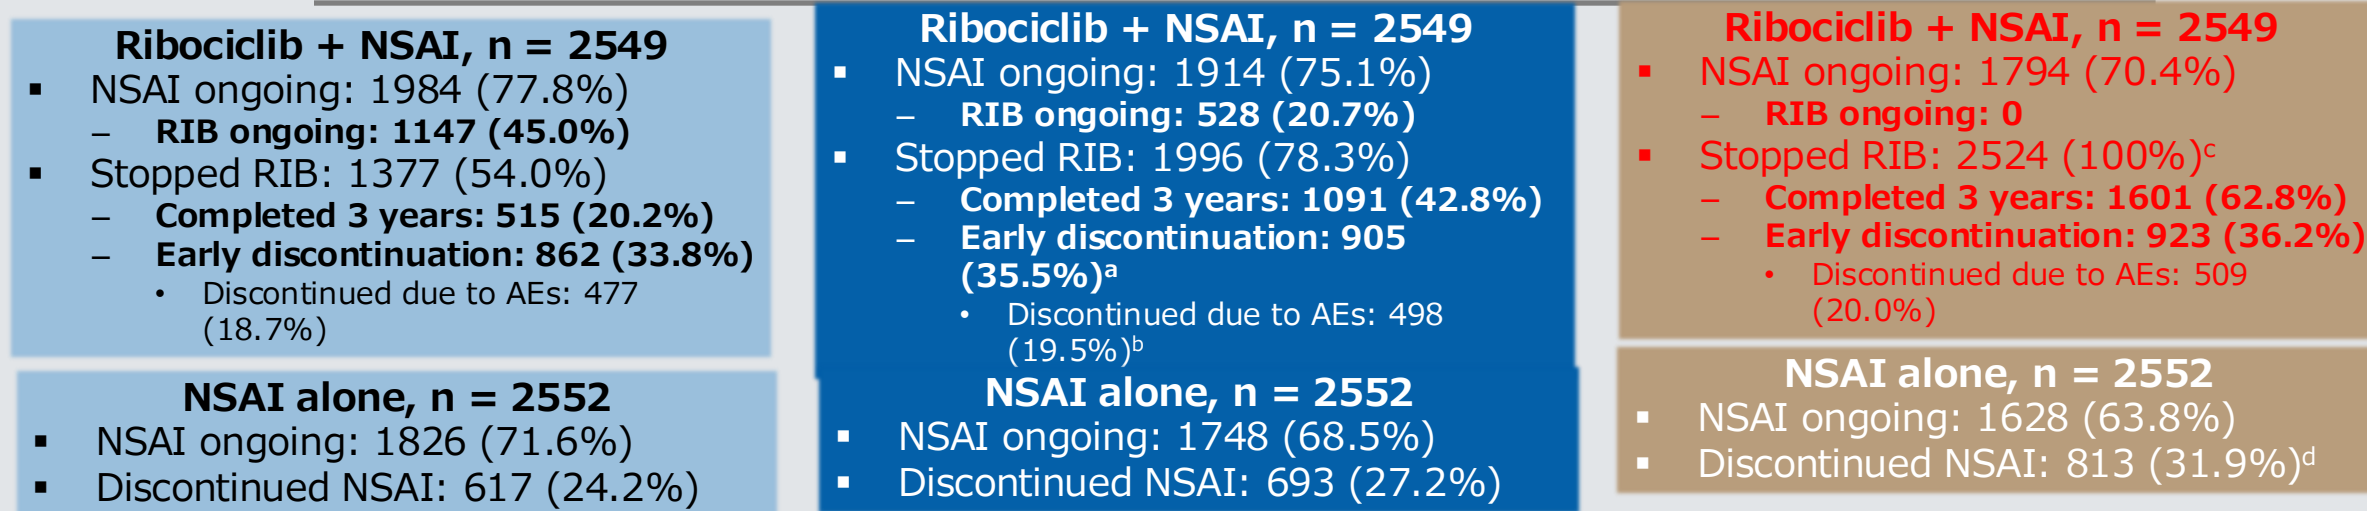 Ribociclib + NSAI, n = 2549
▪ NSAI ongoing: 1984 (77.8%)
– RIB ongoing: 1147 (45.0%)
▪ Stopped RIB: 1377 (54.0%)
– Completed 3 years: 515 (20.2%)
– Early discontinuation: 862 (33.8%)
• Discontinued due to AEs: 477
(18.7%)
NSAI alone, n = 2552
▪ NSAI ongoing: 1826 (71.6%)
▪ Discontinued NSAI: 617 (24.2%)
Ribociclib + NSAI, n = 2549
▪ NSAI ongoing: 1914 (75.1%)
– RIB ongoing: 528 (20.7%)
▪ Stopped RIB: 1996 (78.3%)
– Completed 3 years: 1091 (42.8%)
– Early discontinuation: 905
(35.5%)ᵃ
• Discontinued due to AEs: 498
(19.5%)ᵇ
NSAI alone, n = 2552
▪ NSAI ongoing: 1748 (68.5%)
▪ Discontinued NSAI: 693 (27.2%)
Ribociclib + NSAI, n = 2549
▪ NSAI ongoing: 1794 (70.4%)
– RIB ongoing: 0
▪ Stopped RIB: 2524 (100%)ᶜ
– Completed 3 years: 1601 (62.8%)
– Early discontinuation: 923 (36.2%)
• Discontinued due to AEs: 509
(20.0%)
NSAI alone, n = 2552
▪ NSAI ongoing: 1628 (63.8%)
▪ Discontinued NSAI: 813 (31.9%)ᵈ